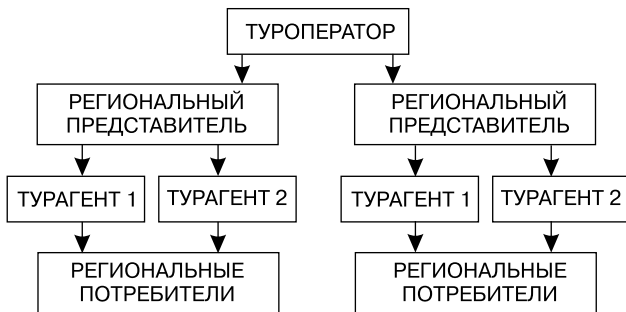 ТУРОПЕРАТОР
РЕГИОНАЛЬНЫЙ
ПРЕДСТАВИТЕЛЬ
РЕГИОНАЛЬНЫЙ
ПРЕДСТАВИТЕЛЬ
ТУРАГЕНТ 1
ТУРАГЕНТ 2
ТУРАГЕНТ 1
ТУРАГЕНТ 2
РЕГИОНАЛЬНЫЕ
ПОТРЕБИТЕЛИ
РЕГИОНАЛЬНЫЕ
ПОТРЕБИТЕЛИ